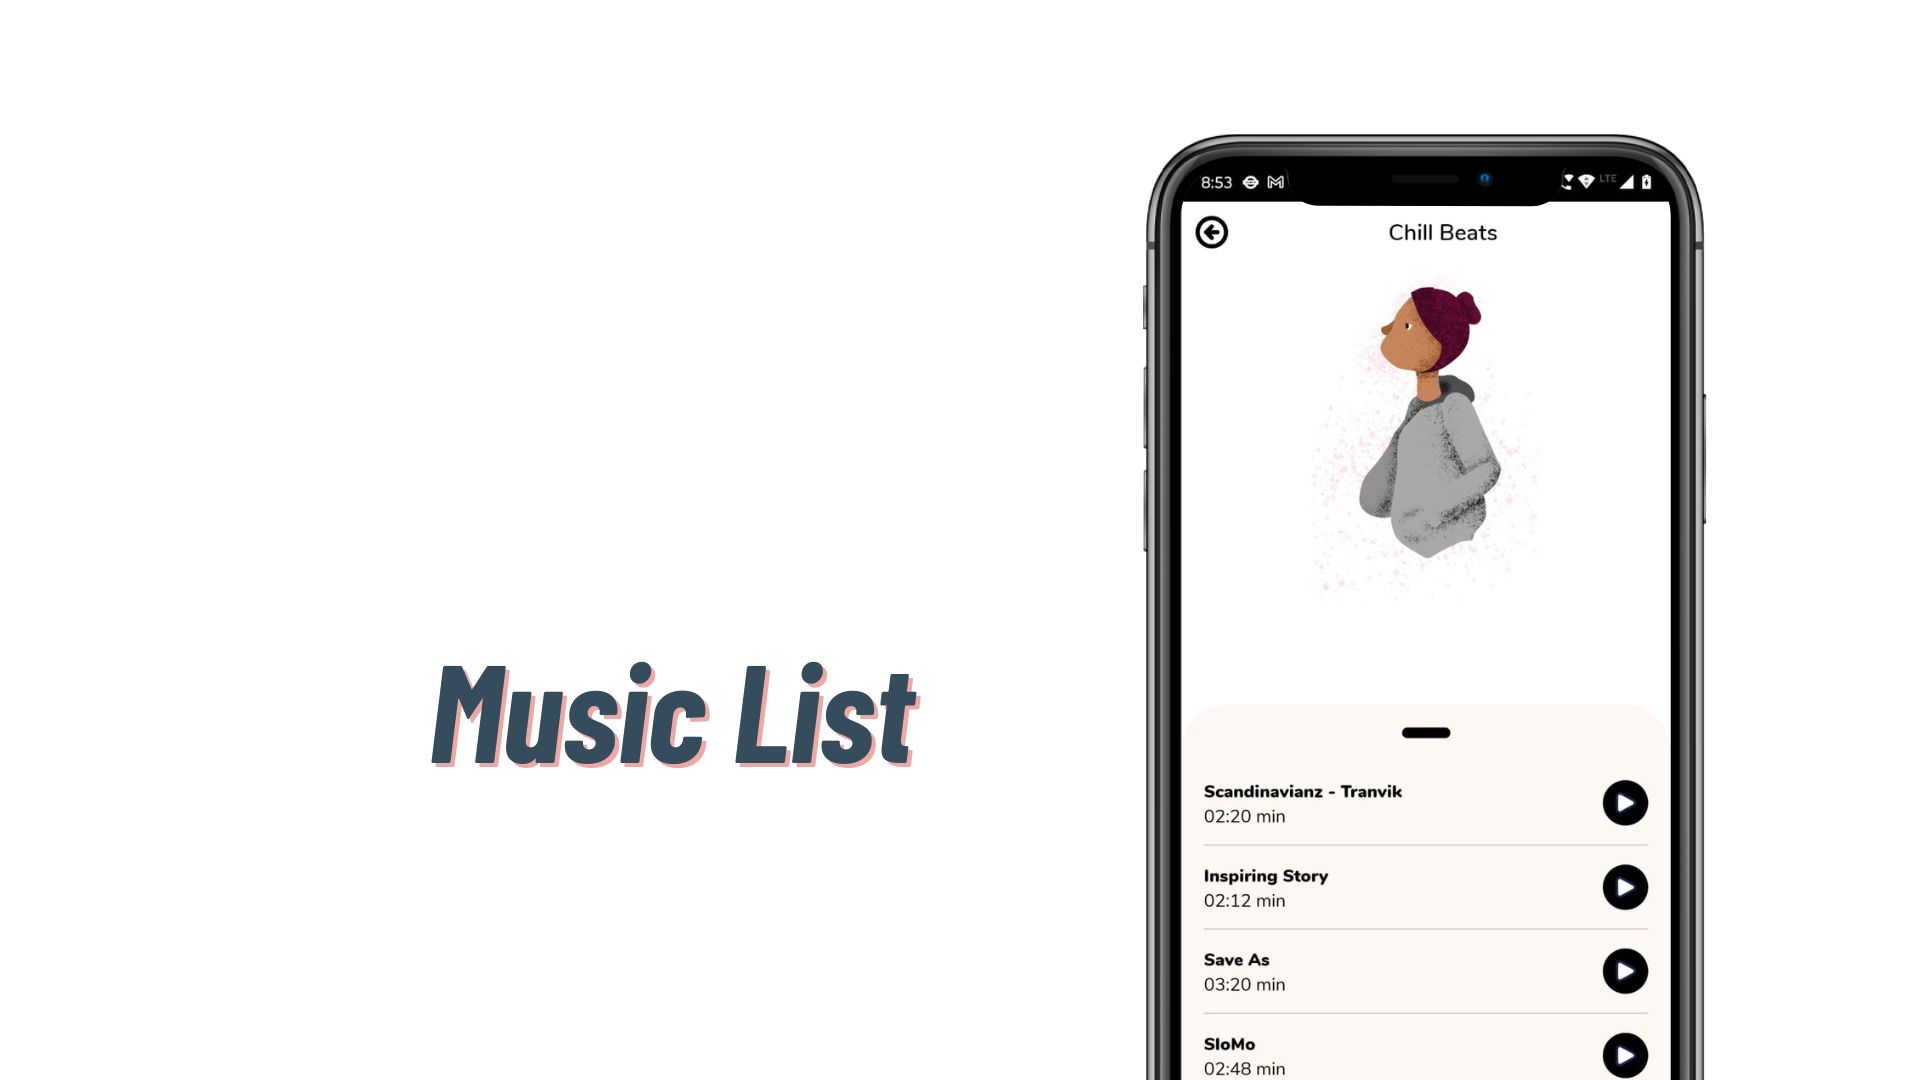 8:53
LTE
Chill Beats
Music List
Scandinavianz - Tranvik
02:20 min
Inspiring Story
02:12 min
Save As
03:20 min
SloMo
02:48 min